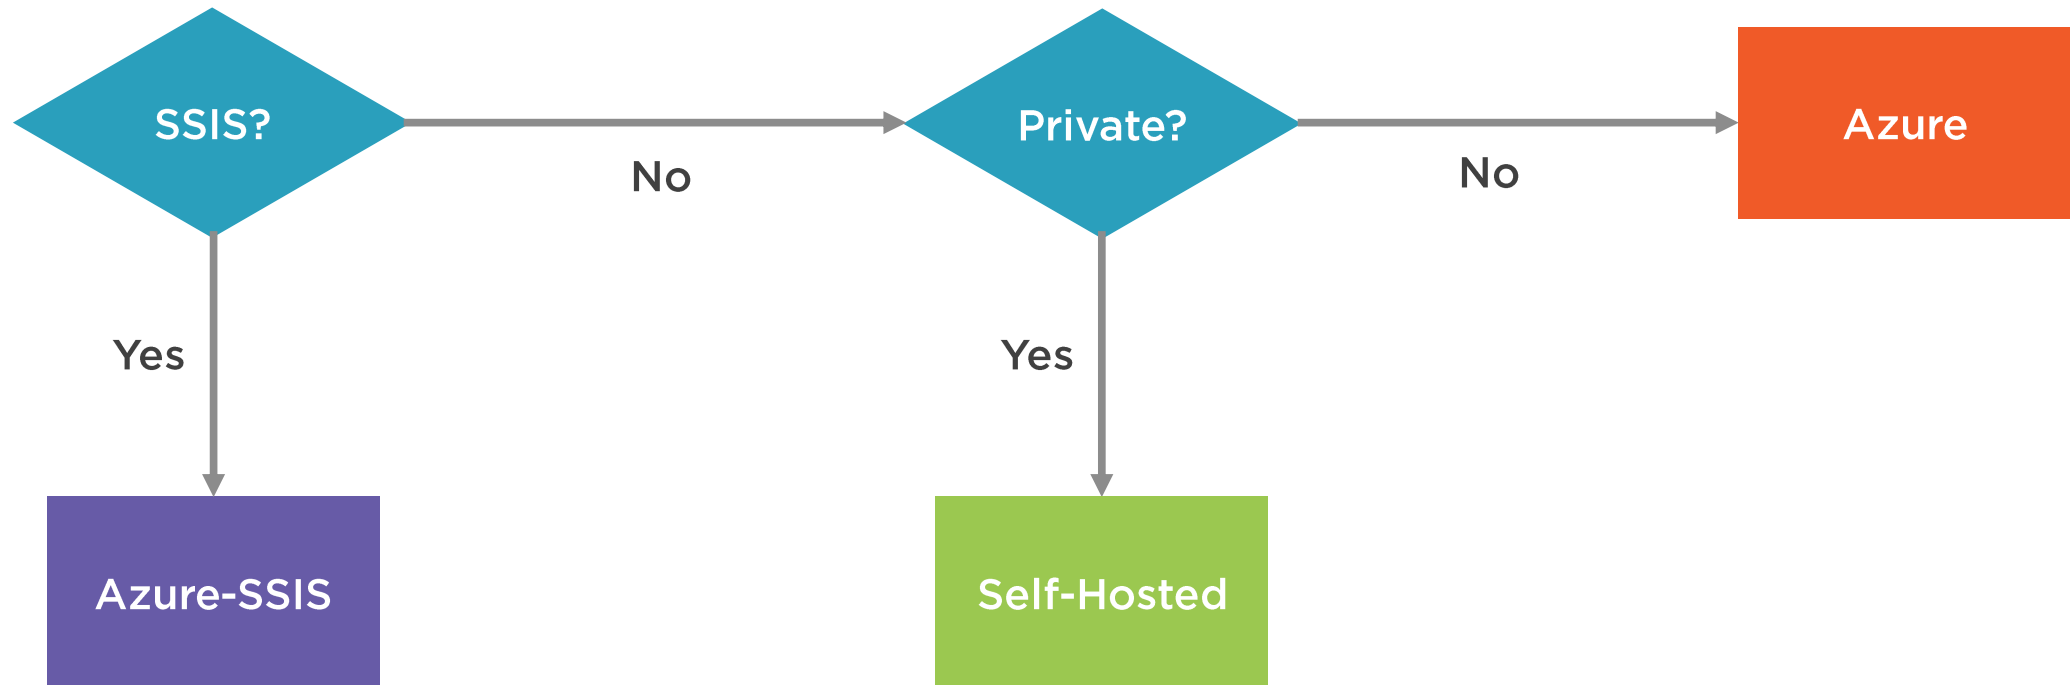 SSIS?
No
Private?
No
Azure
Yes
Yes
Azure-SSIS
Self-Hosted